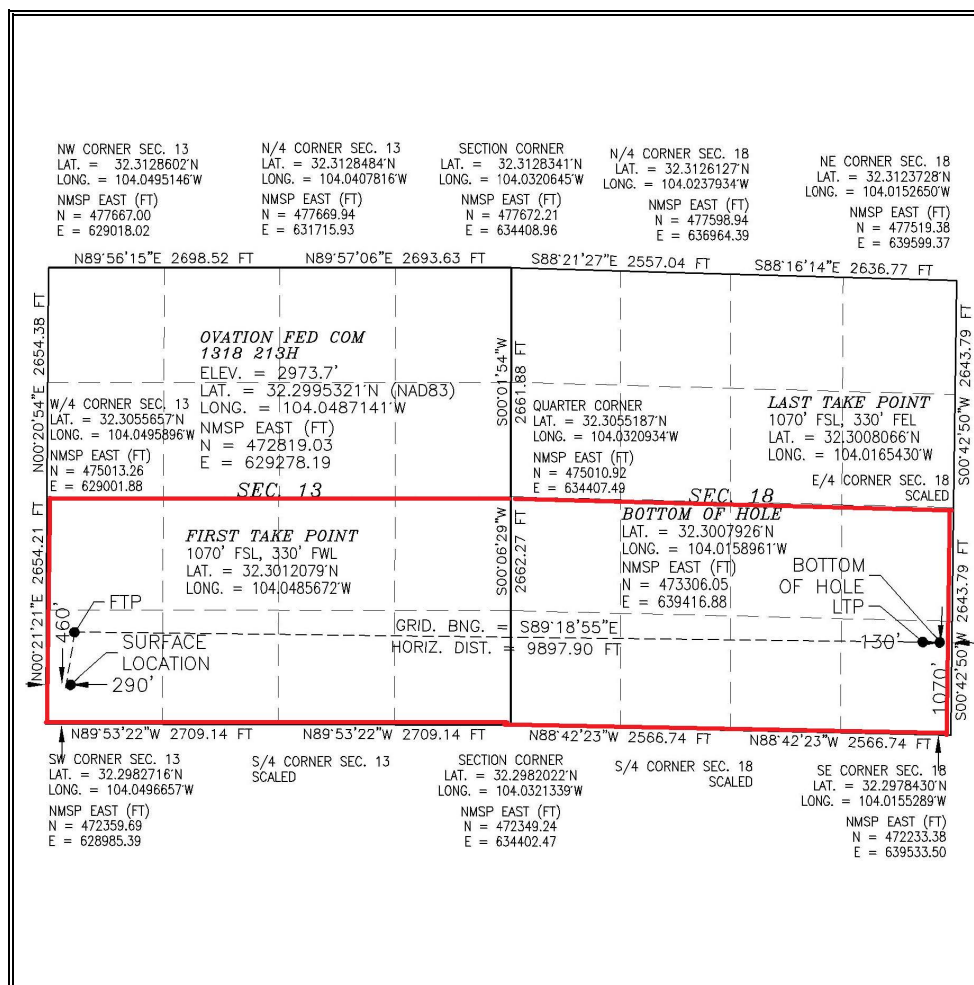 NW CORNER SEC. 13
LAT. = 32.3128602'N
LONG. = 104.0495146'W
NMSP EAST (FT)
N = 477667.00
E = 629018.02
N/4 CORNER SEC. 13
LAT. = 32.3128484'N
LONG. = 104.0407816'W
NMSP EAST (FT)
N = 477669.94
E = 631715.93
SECTION CORNER
LAT. = 32.3128341'N
LONG. = 104.0320645'W
NMSP EAST (FT)
N = 477672.21
E = 634408.96
N/4 CORNER SEC. 18
LAT. = 32.3126127'N
LONG. = 104.0237934'W
NMSP EAST (FT)
N = 477598.94
E = 636964.39
NE CORNER SEC. 18
LAT. = 32.3123728'N
LONG. = 104.0152650'W
NMSP EAST (FT)
N = 477519.38
E = 639599.37
N89°56'15"E 2698.52 FT
N89°57'06"E 2693.63 FT
S88°21'27"E 2557.04 FT
S88°16'14"E 2636.77 FT
N00°20'54"E 2654.38 FT
OVATION FED COM
1318 213H
ELEV. = 2973.7'
LAT. = 32.2995321'N (NAD83)
LONG. = 104.0487141'W
NMSP EAST (FT)
N = 472819.03
E = 629278.19
S00°01'54"W
2661.88 FT
S00°42'50"W 2643.79 FT
W/4 CORNER SEC. 13
LAT. = 32.3055657'N
LONG. = 104.0495896'W
NMSP EAST (FT)
N = 475013.26
E = 629001.88
QUARTER CORNER
LAT. = 32.3055187'N
LONG. = 104.0320934'W
NMSP EAST (FT)
N = 475010.92
E = 634407.49
LAST TAKE POINT
1070' FSL, 330' FEL
LAT. = 32.3008066'N
LONG. = 104.0165430'W
E/4 CORNER SEC. 18
SCALED
SEC. 13
SEC. 18
FIRST TAKE POINT
1070' FSL, 330' FWL
LAT. = 32.3012079'N
LONG. = 104.0485672'W
BOTTOM OF HOLE
LAT. = 32.3007926'N
LONG. = 104.0158961'W
NMSP EAST (FT)
N = 473306.05
E = 639416.88
N00°21'21"E 2654.21 FT
S00°06'29"W
2662.27 FT
S00°42'50"W 2643.79 FT
BOTTOM
OF HOLE
LTP
FTP
460'
SURFACE
LOCATION
290'
GRID. BNG. = S89°18'55"E
HORIZ. DIST. = 9897.90 FT
130'
1070'
N89°53'22"W 2709.14 FT
N89°53'22"W 2709.14 FT
N88°42'23"W 2566.74 FT
N88°42'23"W 2566.74 FT
SW CORNER SEC. 13
LAT. = 32.2982716'N
LONG. = 104.0496657'W
NMSP EAST (FT)
N = 472359.69
E = 628985.39
S/4 CORNER SEC. 13
SCALED
SECTION CORNER
LAT. = 32.2982022'N
LONG. = 104.0321339'W
NMSP EAST (FT)
N = 472349.24
E = 634402.47
S/4 CORNER SEC. 18
SCALED
SE CORNER SEC. 18
LAT. = 32.2978430'N
LONG. = 104.0155289'W
NMSP EAST (FT)
N = 472233.38
E = 639533.50